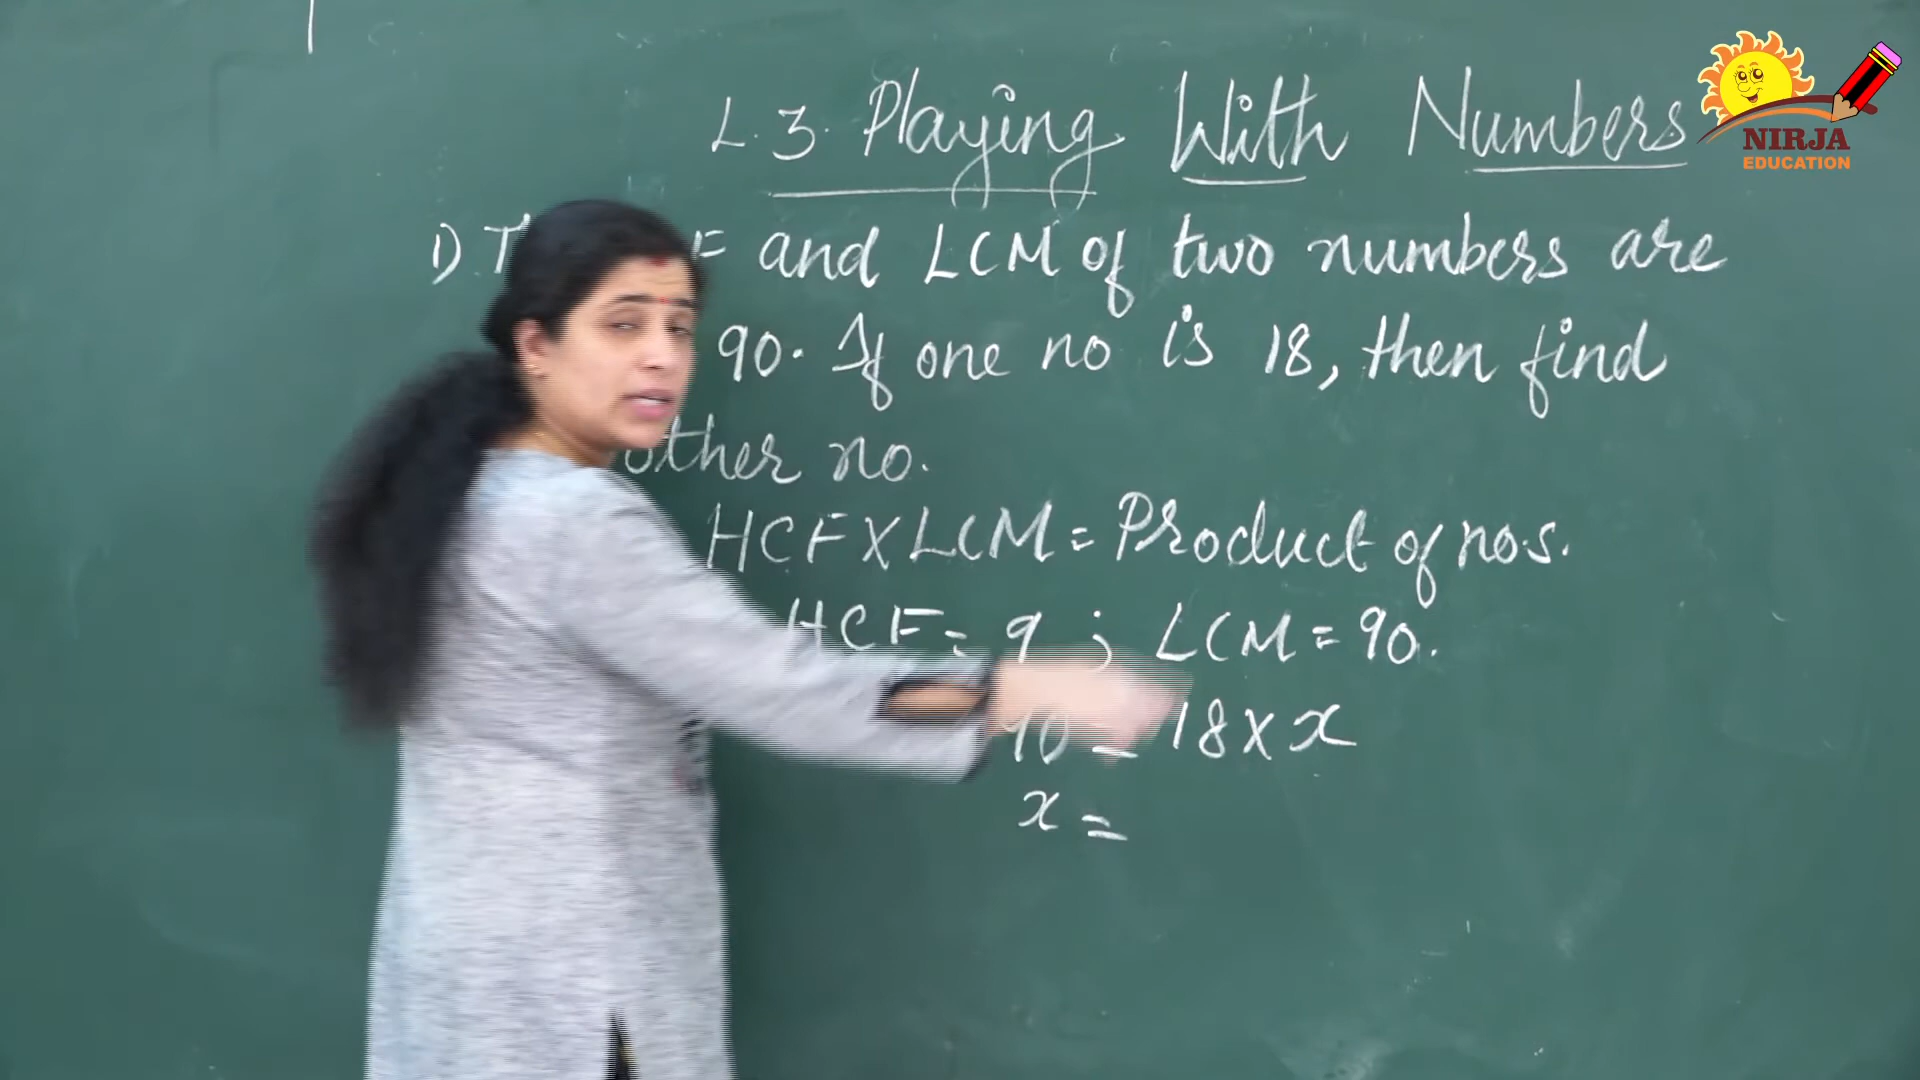 L.3. Playing With Numbers
NIRJA
EDUCATION
1) and LCM of two numbers are
90. If one no is 18, then find
other no.
HCF X LCM = Product of nos.
HCF = 9 ; LCM = 90.
90 = 18 x x
x =